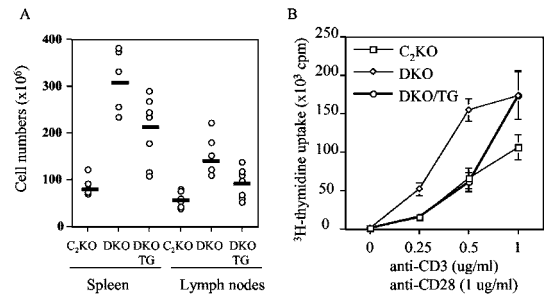 A
Cell numbers (x10⁶)
400
300
200
100
0
C₂KO DKO DKO TG C₂KO DKO DKO TG
Spleen Lymph nodes
B
³H-thymidine uptake (x10³ cpm)
200
150
100
50
0
C₂KO
DKO
DKO/TG
0 0.25 0.5 1
anti-CD3 (ug/ml)
anti-CD28 (1 ug/ml)